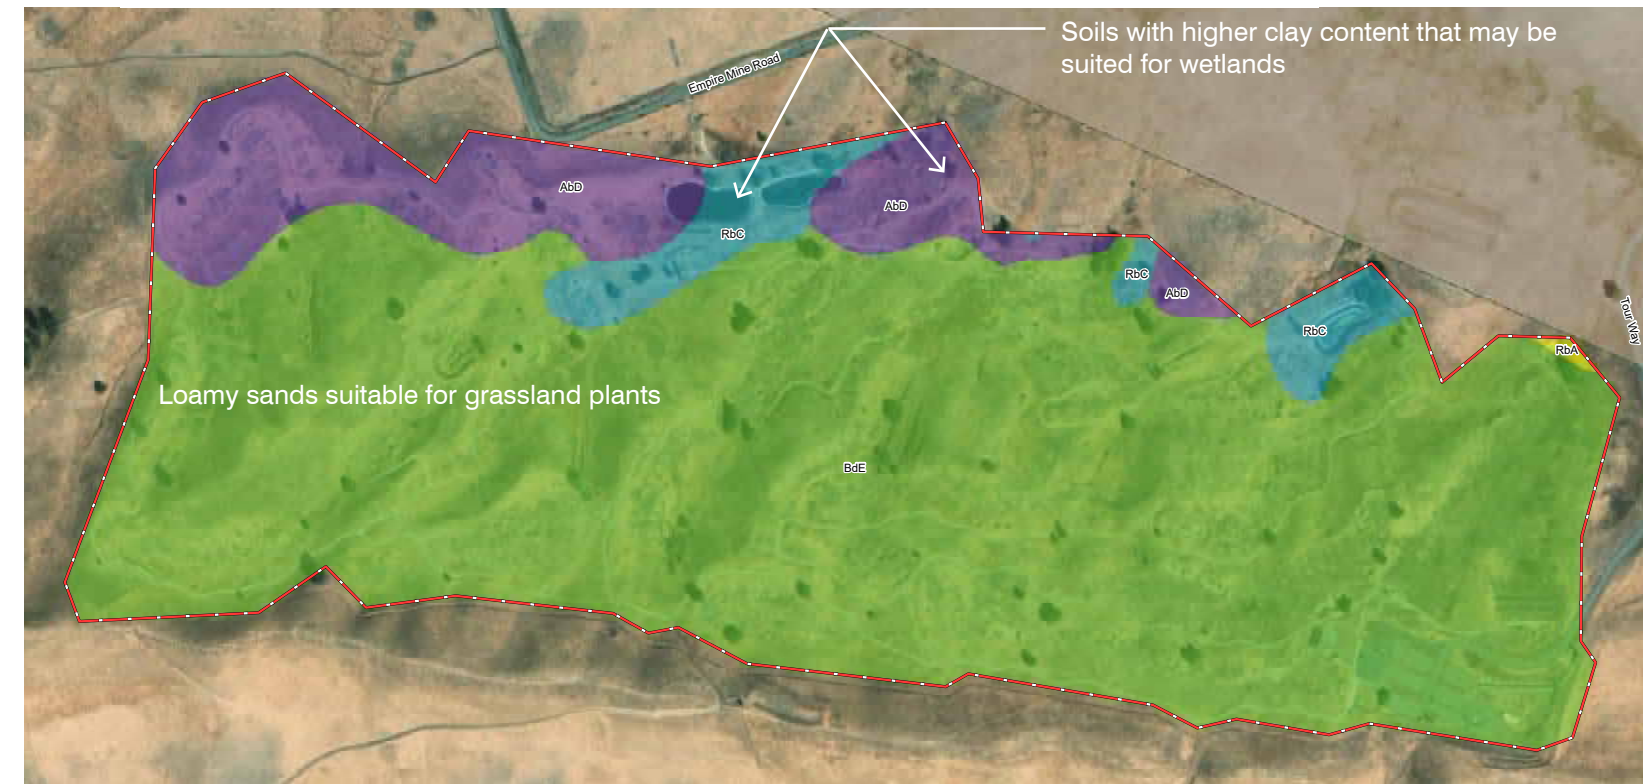 Soils with higher clay content that may be
suited for wetlands
Empire Mine Road
AbD
AbD
RbC
RbC
AbD
Tour Way
RbC
RbA
Loamy sands suitable for grassland plants
BdE